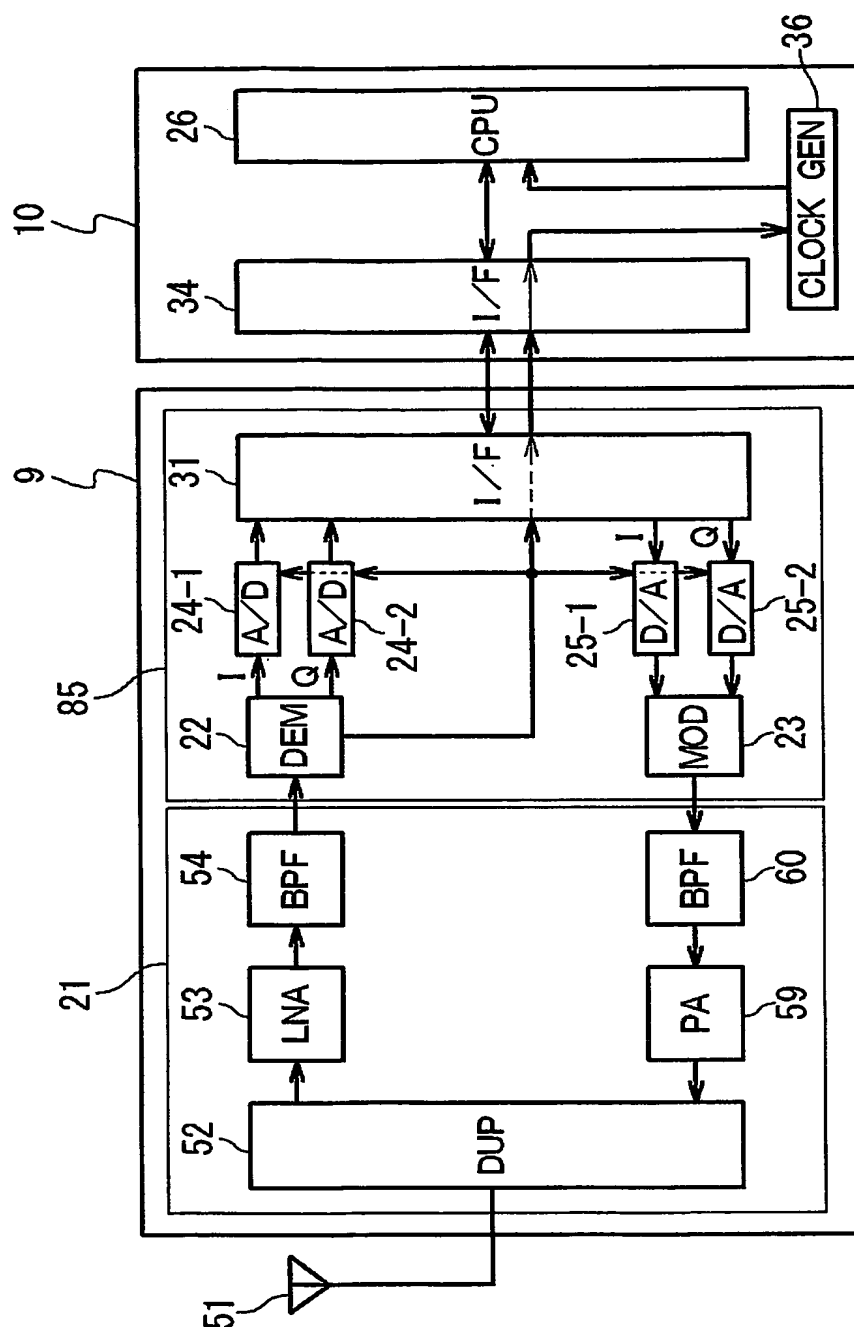 10
26
CPU
34
I/F
36
CLOCK GEN
9
85
31
I/F
22
DEM
I
Q
24-1
A/D
A/D
24-2
I
Q
25-1
D/A
D/A
25-2
MOD
23
21
54
BPF
53
LNA
52
DUP
BPF
60
PA
59
51